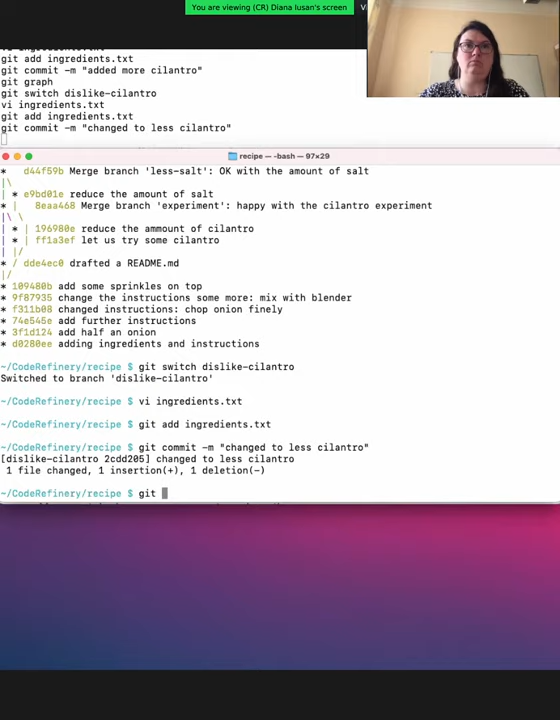 You are viewing (CR) Diana Iusan's screen
vi ingredients.txt
git add ingredients.txt
git commit -m "added more cilantro"
git graph
git switch dislike-cilantro
vi ingredients.txt
git add ingredients.txt
git commit -m "changed to less cilantro"
recipe — -bash — 97×29
*   d44f59b Merge branch 'less-salt': OK with the amount of salt
|\
| * e9bd01e reduce the amount of salt
* |   8eaa468 Merge branch 'experiment': happy with the cilantro experiment
|\ \
| * | 196980e reduce the ammount of cilantro
| * | ff1a3ef let us try some cilantro
| |/
* / dde4ec0 drafted a README.md
|/
* 109480b add some sprinkles on top
* 9f87935 change the instructions some more: mix with blender
* f311b08 changed instructions: chop onion finely
* 74e545e add further instructions
* 3f1d124 add half an onion
* d0280ee adding ingredients and instructions
~/CodeRefinery/recipe $ git switch dislike-cilantro
Switched to branch 'dislike-cilantro'
~/CodeRefinery/recipe $ vi ingredients.txt
~/CodeRefinery/recipe $ git add ingredients.txt
~/CodeRefinery/recipe $ git commit -m "changed to less cilantro"
[dislike-cilantro 2cdd205] changed to less cilantro
 1 file changed, 1 insertion(+), 1 deletion(-)
~/CodeRefinery/recipe $ git